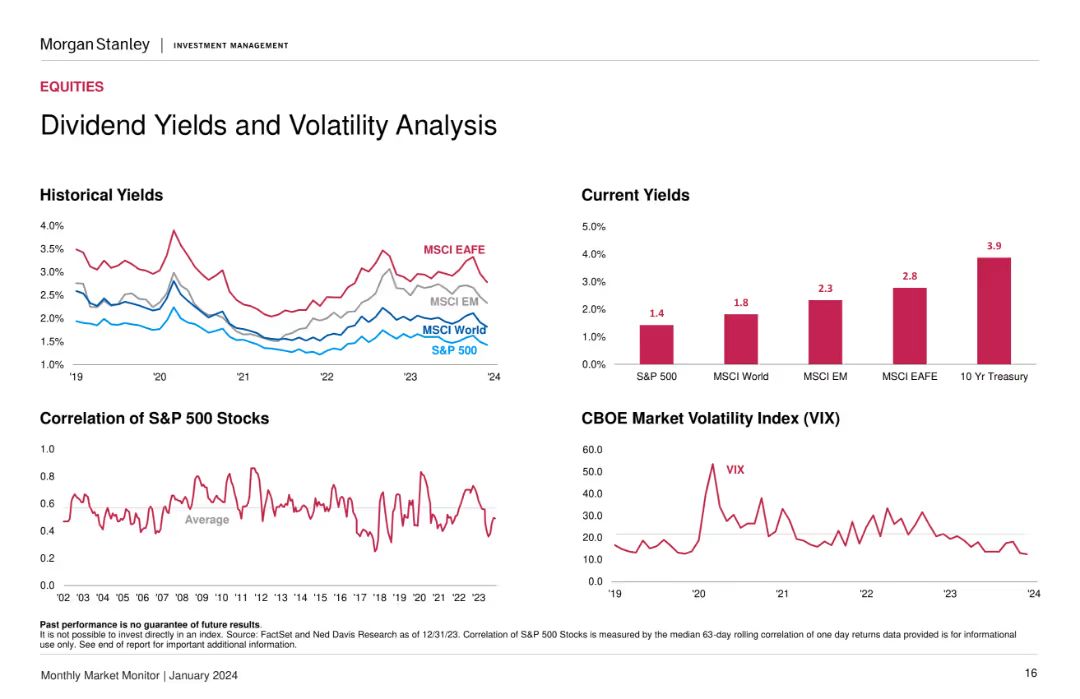 Morgan Stanley | INVESTMENT MANAGEMENT
EQUITIES
Dividend Yields and Volatility Analysis
Historical Yields
4.0%
3.5%
3.0%
2.5%
2.0%
1.5%
1.0%
MSCI EAFE
MSCI EM
MSCI World
S&P 500
'19 '20 '21 '22 '23 '24
Current Yields
5.0%
4.0%
3.0%
2.0%
1.0%
0.0%
1.4
1.8
2.3
2.8
3.9
S&P 500 MSCI World MSCI EM MSCI EAFE 10 Yr Treasury
Correlation of S&P 500 Stocks
1.0
0.8
0.6
0.4
0.2
0.0
Average
'02 '03 '04 '05 '06 '07 '08 '09 '10 '11 '12 '13 '14 '15 '16 '17 '18 '19 '20 '21 '22 '23
CBOE Market Volatility Index (VIX)
60.0
50.0
40.0
30.0
20.0
10.0
0.0
VIX
'19 '20 '21 '22 '23 '24
Past performance is no guarantee of future results.
It is not possible to invest directly in an index. Source: FactSet and Ned Davis Research as of 12/31/23. Correlation of S&P 500 Stocks is measured by the median 63-day rolling correlation of one day returns data provided is for informational
use only. See end of report for important additional information.
Monthly Market Monitor | January 2024
16